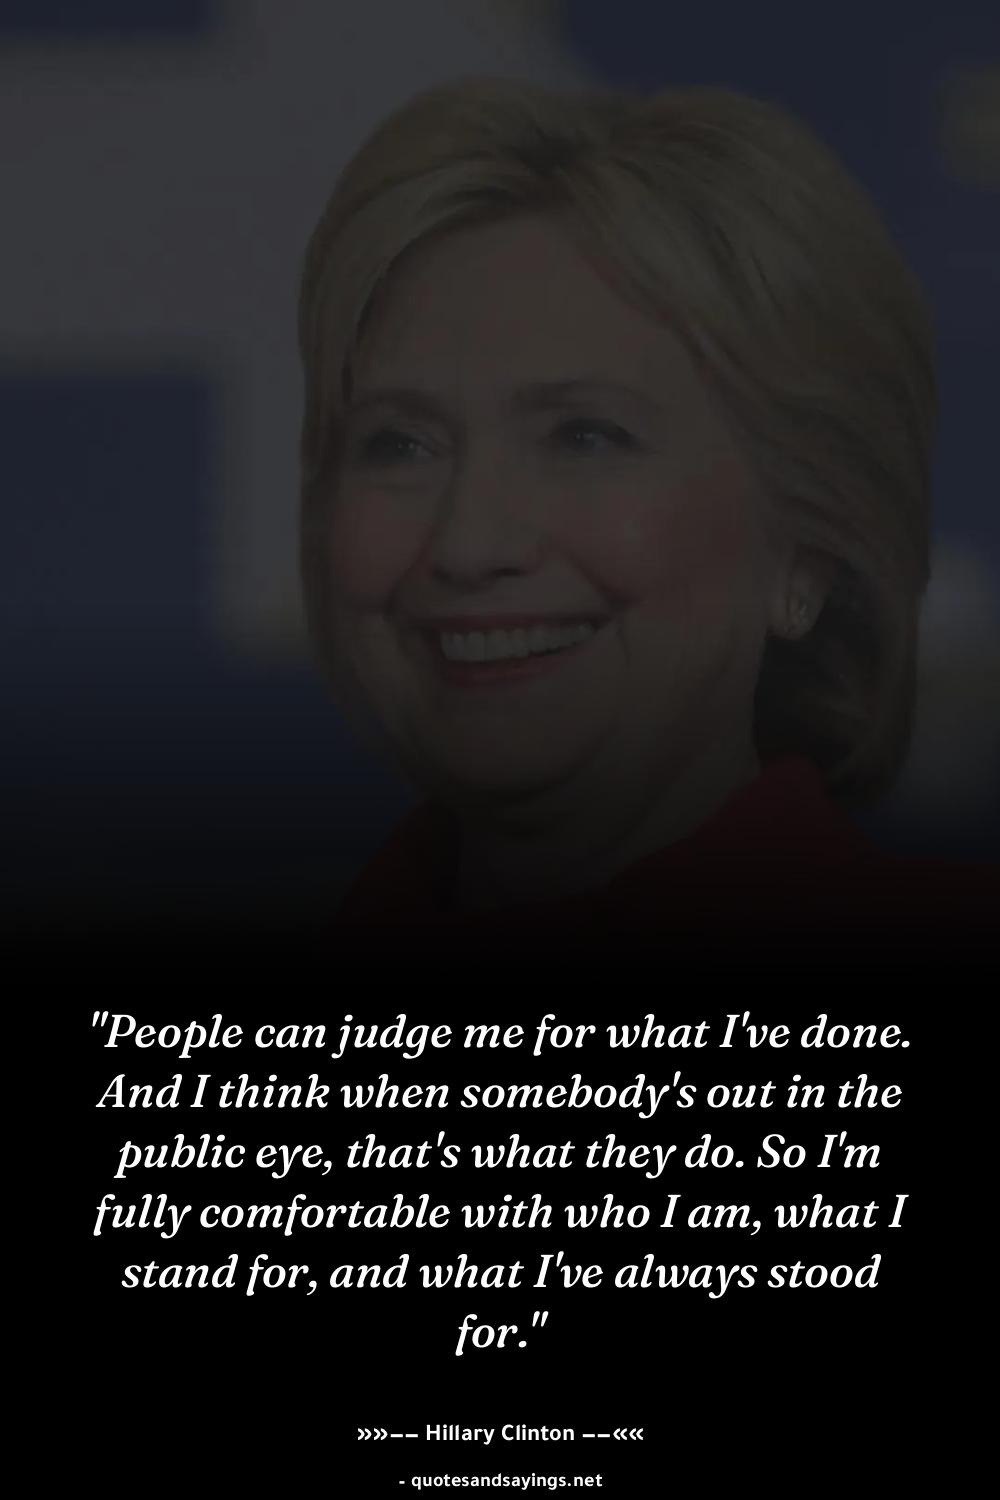 "People can judge me for what I've done.
And I think when somebody's out in the
public eye, that's what they do. So I'm
fully comfortable with who I am, what I
stand for, and what I've always stood
for."
»»−− Hillary Clinton −−««
- quotesandsayings.net